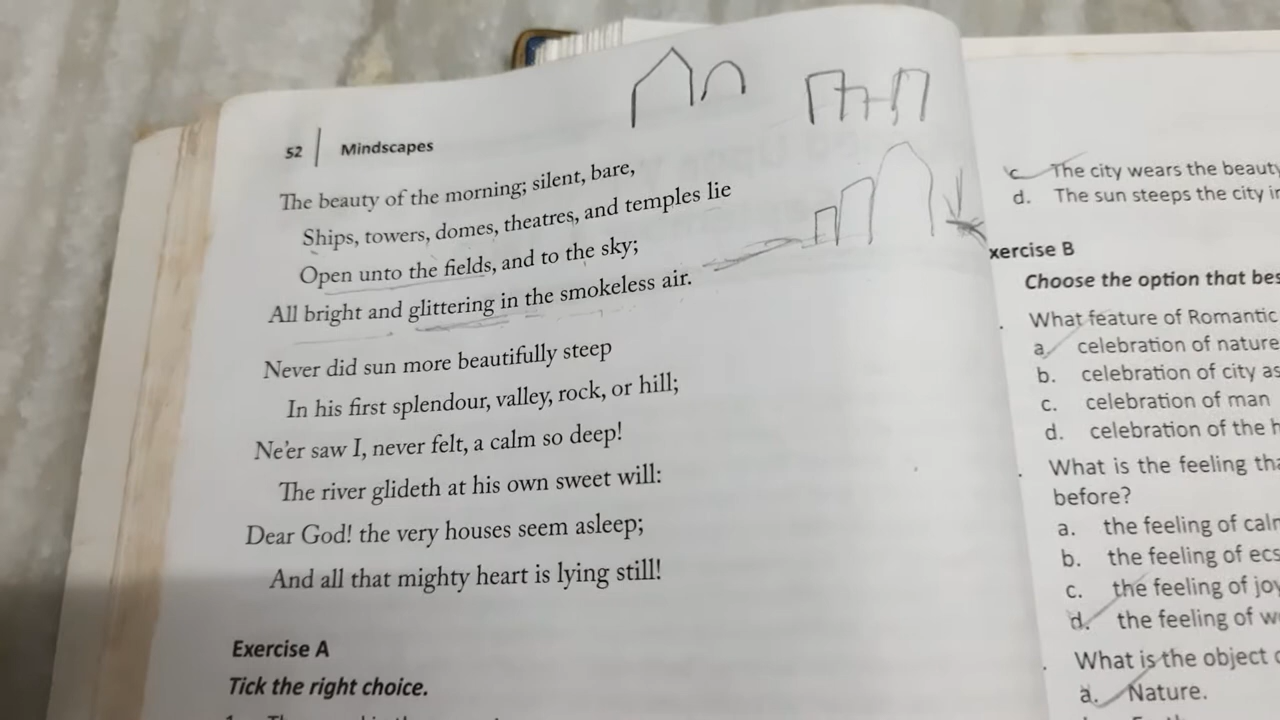 52 | Mindscapes
The beauty of the morning; silent, bare,
Ships, towers, domes, theatres, and temples lie
Open unto the fields, and to the sky;
All bright and glittering in the smokeless air.
Never did sun more beautifully steep
In his first splendour, valley, rock, or hill;
Ne'er saw I, never felt, a calm so deep!
The river glideth at his own sweet will:
Dear God! the very houses seem asleep;
And all that mighty heart is lying still!
Exercise A
Tick the right choice.
c. The city wears the beauty
d. The sun steeps the city
xercise B
Choose the option that
What feature of Romantic
a. celebration of nature
b. celebration of city as
c. celebration of man
d. celebration of the
What is the feeling
before?
a. the feeling of
b. the feeling of
c. the feeling of
d. the feeling of
What is the object
a. Nature.